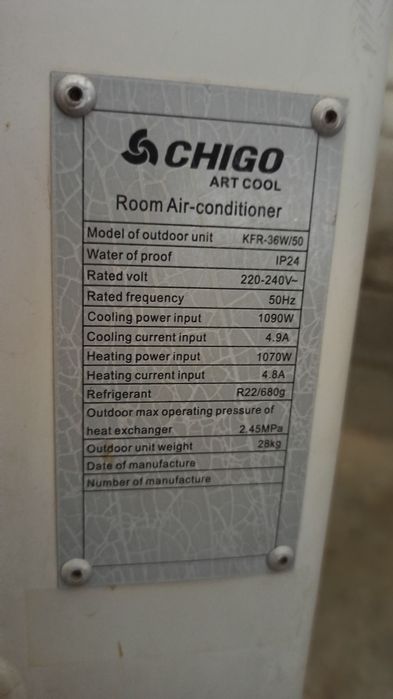 CHIGO
ART COOL
Room Air-conditioner
Model of outdoor unit KFR-36W/50
Water of proof IP24
Rated volt 220-240V~
Rated frequency 50Hz
Cooling power input 1090W
Cooling current input 4.9A
Heating power input 1070W
Heating current input 4.8A
Refrigerant R22/680g
Outdoor max operating pressure of
heat exchanger 2.45MPa
Outdoor unit weight 28kg
Date of manufacture
Number of manufacture